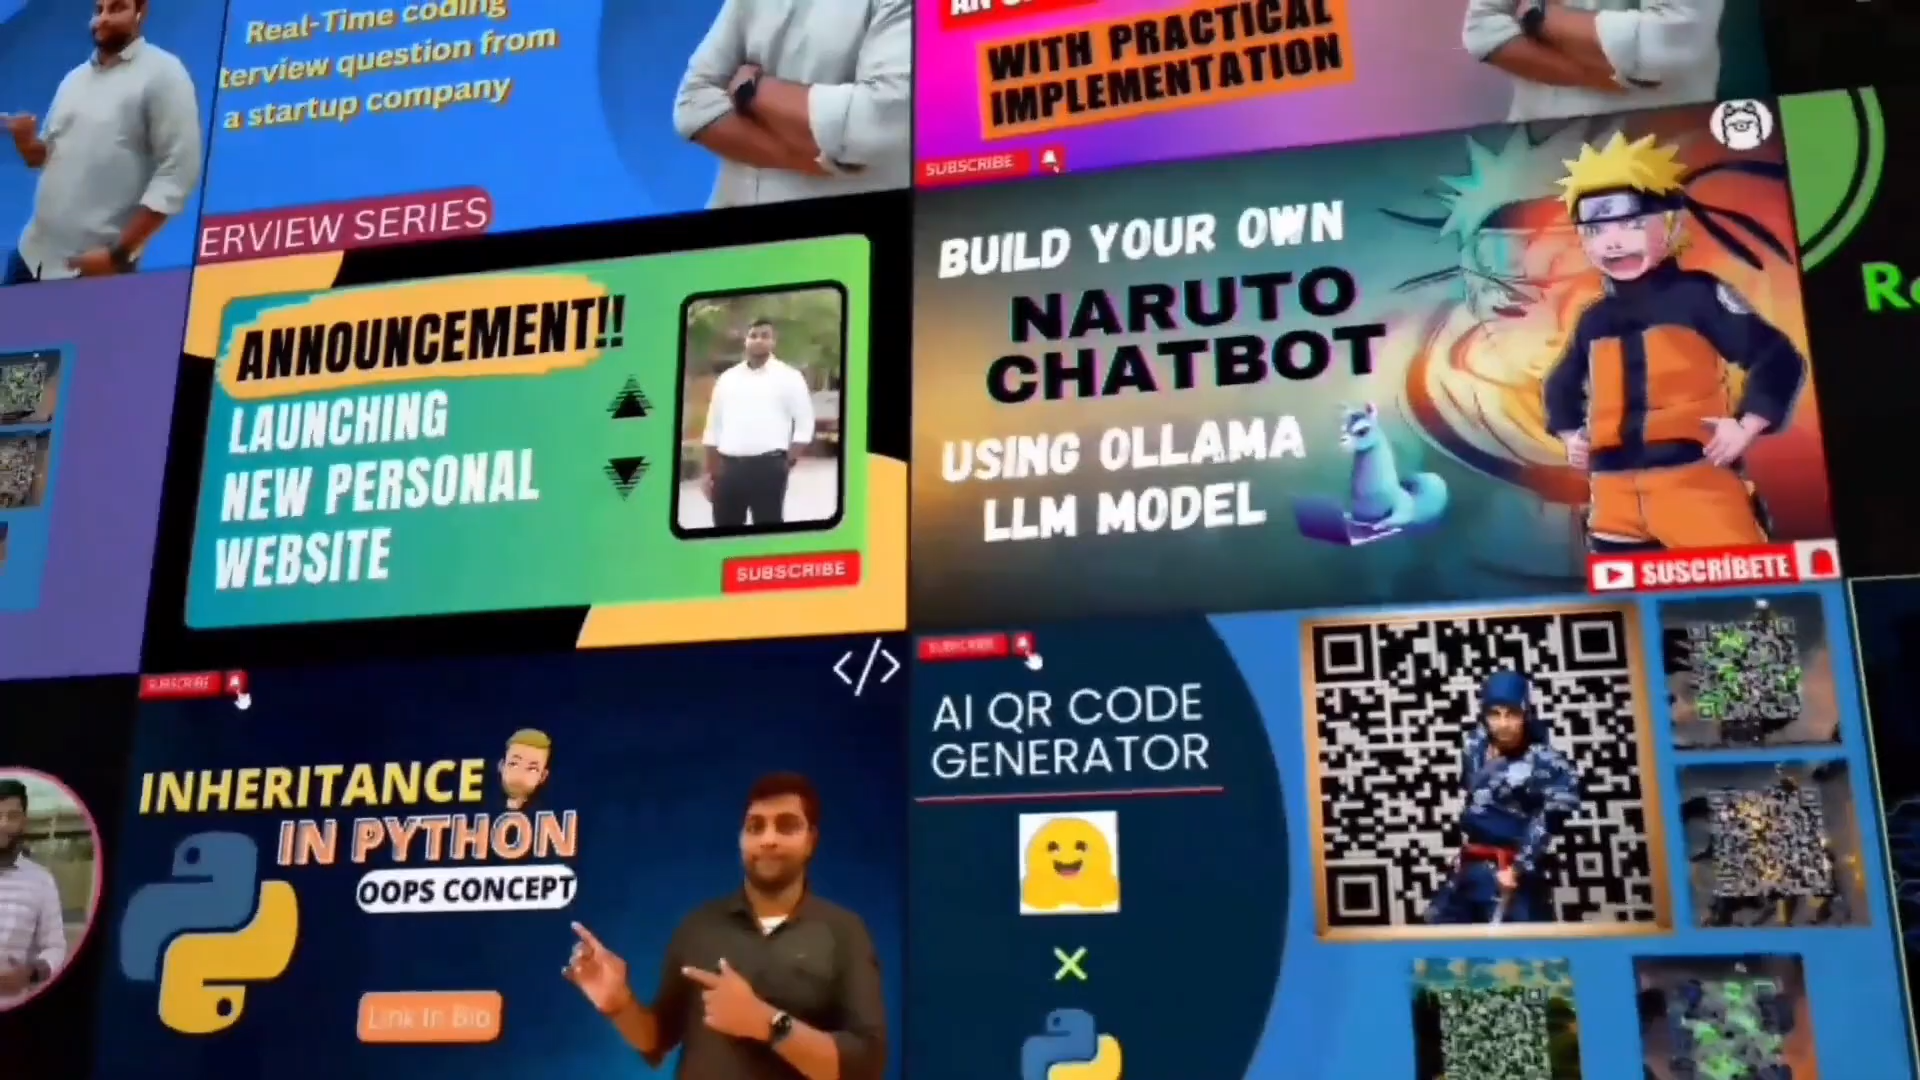 Real-Time coding
terview question from
a startup company
ERVIEW SERIES
WITH PRACTICAL
IMPLEMENTATION
SUBSCRIBE
ANNOUNCEMENT!!
LAUNCHING
NEW PERSONAL
WEBSITE
SUBSCRIBE
BUILD YOUR OWN
NARUTO
CHATBOT
USING OLLAMA
LLM MODEL
SUSCRÍBETE
SUBSCRIBE
</>
INHERITANCE
IN PYTHON
OOPS CONCEPT
Link In Bio
SUBSCRIBE
AI QR CODE
GENERATOR